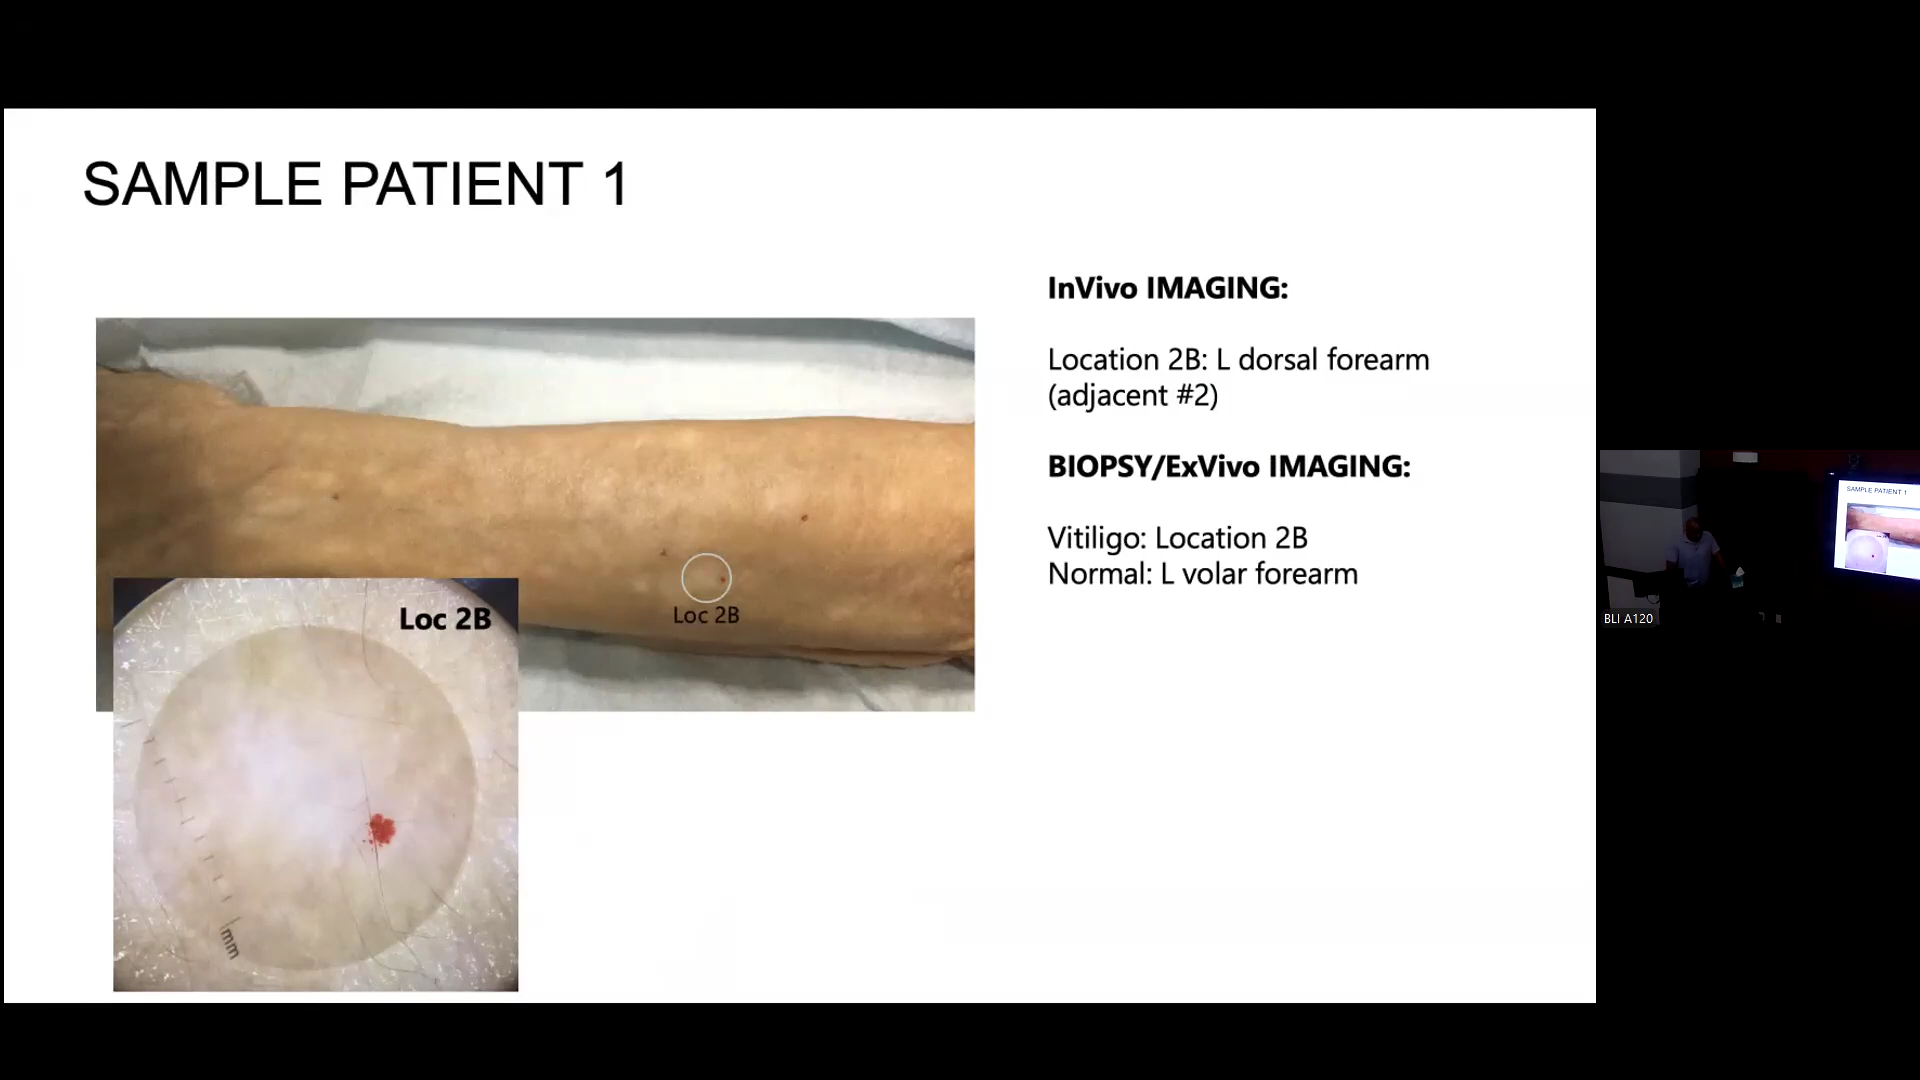 SAMPLE PATIENT 1
InVivo IMAGING:
Location 2B: L dorsal forearm
(adjacent #2)
BIOPSY/ExVivo IMAGING:
Vitiligo: Location 2B
Normal: L volar forearm
Loc 2B
Loc 2B
mm
SAMPLE PATIENT 1
BLI A120